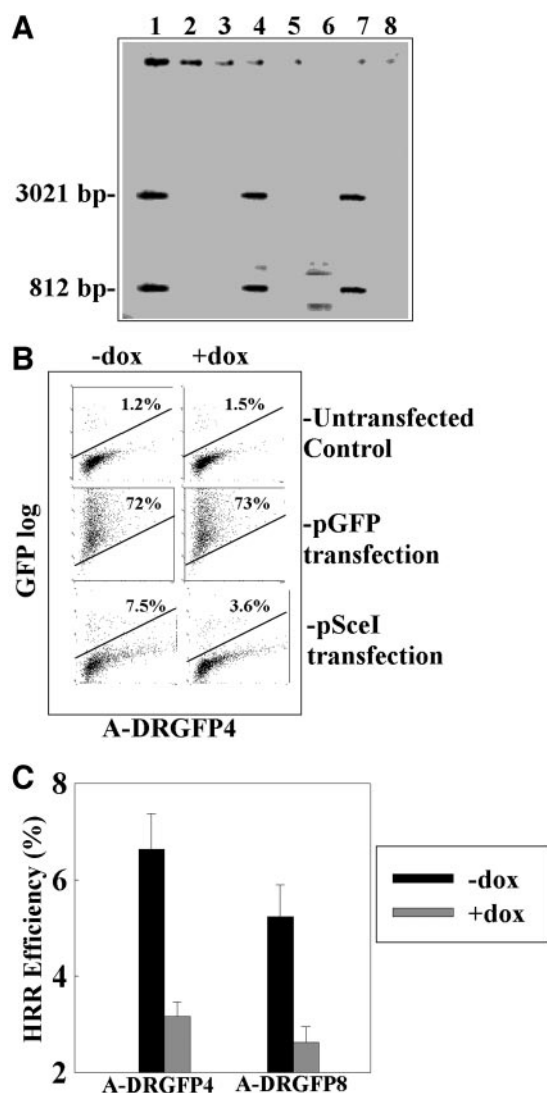 A
1 2 3 4 5 6 7 8
3021 bp-
812 bp-
B
-dox +dox
1.2% 1.5%
-Untransfected
Control
72% 73%
-pGFP
transfection
7.5% 3.6%
-pSceI
transfection
GFP log
A-DRGFP4
C
8
6
4
2
HRR Efficiency (%)
A-DRGFP4 A-DRGFP8
-dox
+dox